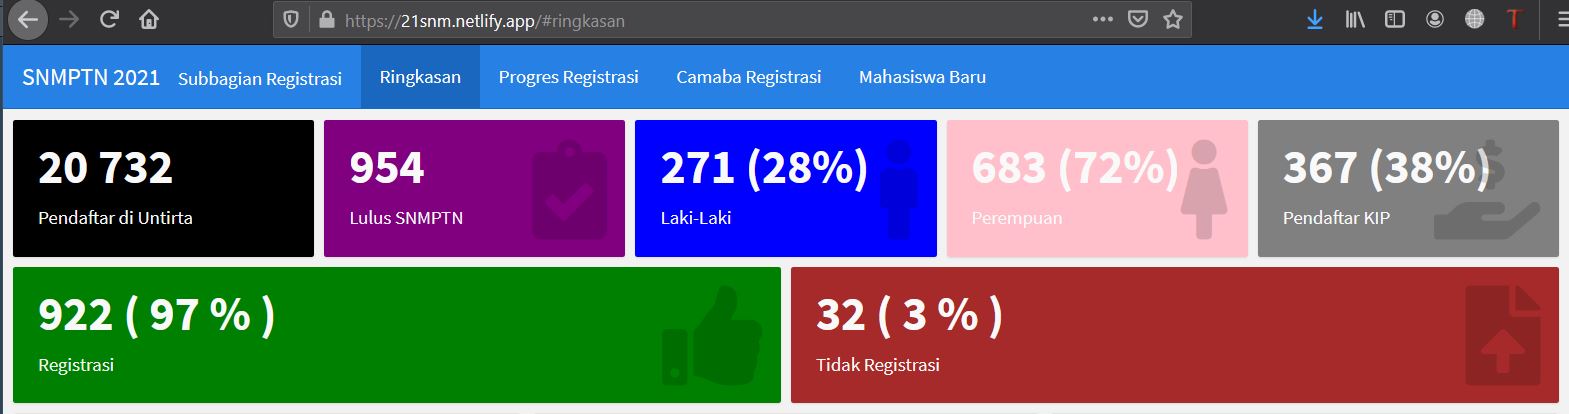 https://21snm.netlify.app/#ringkasan
SNMPTN 2021 Subbagian Registrasi Ringkasan Progres Registrasi Camaba Registrasi Mahasiswa Baru
20 732
Pendaftar di Untirta
954
Lulus SNMPTN
271 (28%)
Laki-Laki
683 (72%)
Perempuan
367 (38%)
Pendaftar KIP
922 ( 97 % )
Registrasi
32 ( 3 % )
Tidak Registrasi